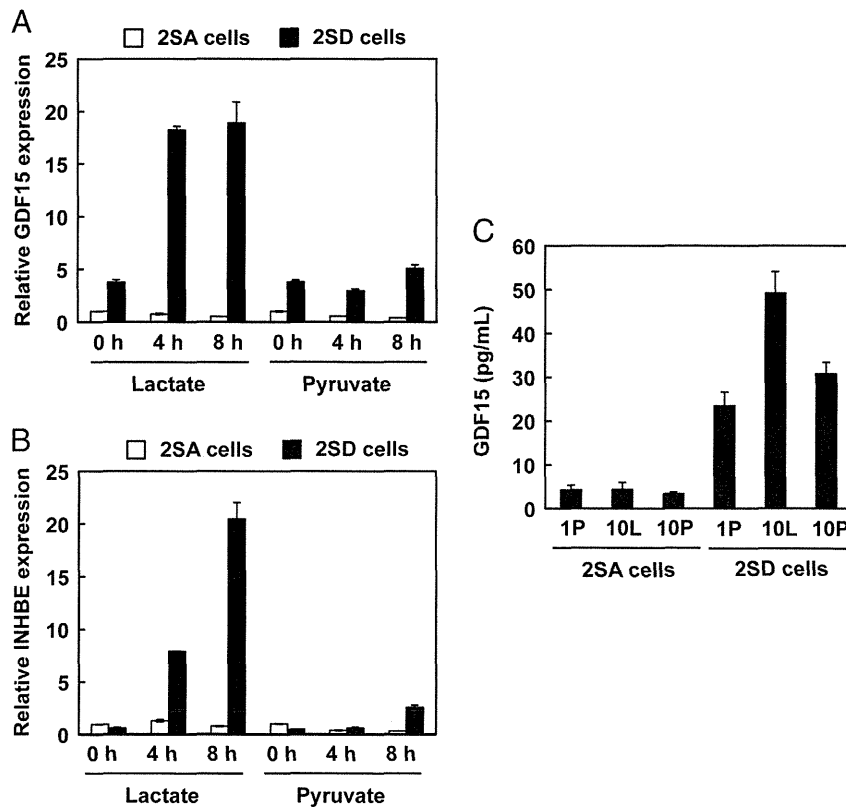 A
2SA cells 2SD cells
Relative GDF15 expression
25
20
15
10
5
0
0 h 4 h 8 h 0 h 4 h 8 h
Lactate Pyruvate
B
2SA cells 2SD cells
Relative INHBE expression
25
20
15
10
5
0
0 h 4 h 8 h 0 h 4 h 8 h
Lactate Pyruvate
C
GDF15 (pg/mL)
60
50
40
30
20
10
0
1P 10L 10P 1P 10L 10P
2SA cells 2SD cells